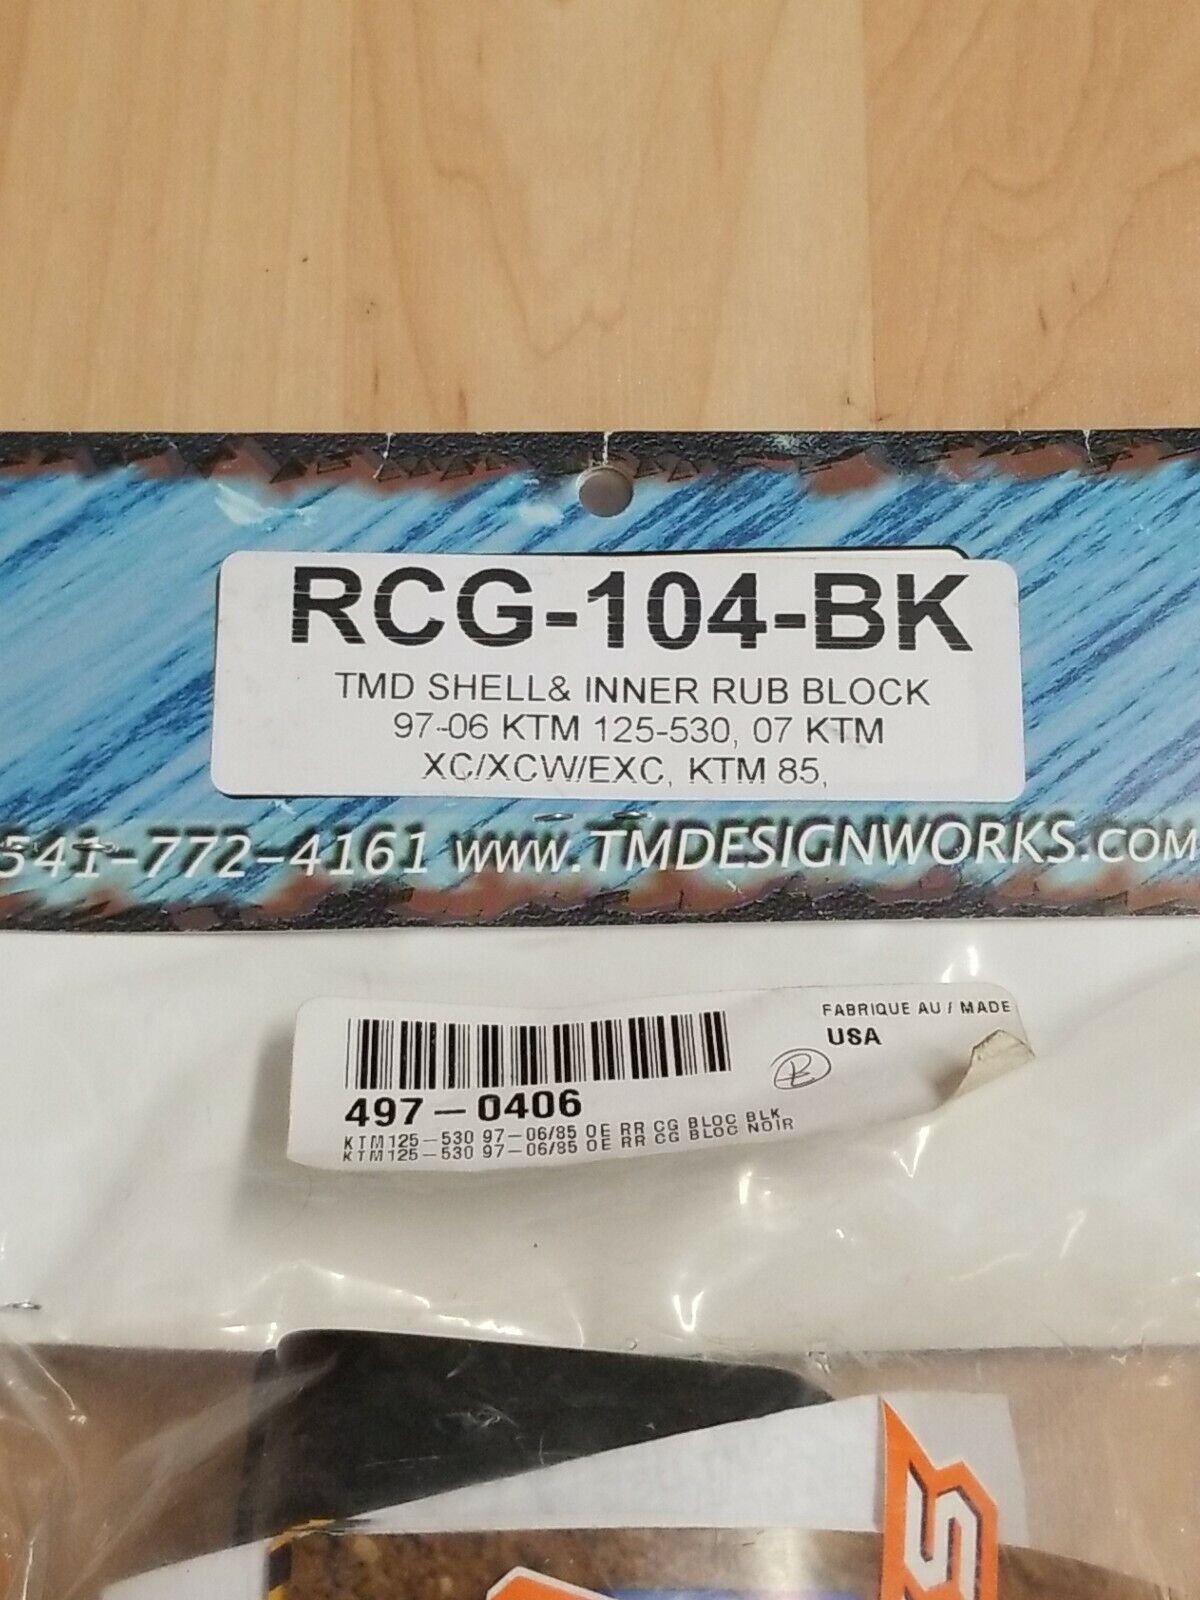 RCG-104-BK
TMD SHELL& INNER RUB BLOCK
97-06 KTM 125-530, 07 KTM
XC/XCW/EXC, KTM 85,
541-772-4161 www.TMDESIGNWORKS.COM
FABRIQUE AU / MADE
USA
497-0406
KTM125-530 97-06/85 OE RR CG BLOC BLK
KTM125-530 97-06/85 OE RR CG BLOC NOIR